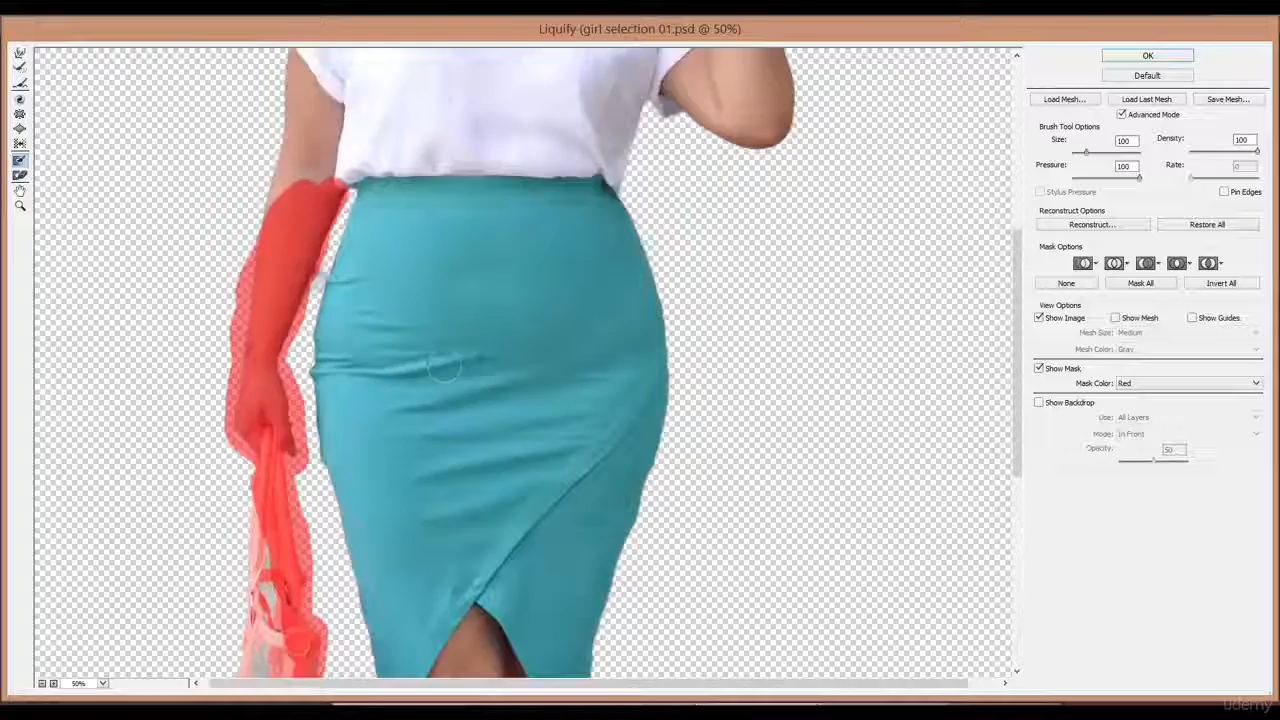 Liquify (girl selection 01.psd @ 50%)
OK
Default
Load Mesh... Load Last Mesh Save Mesh...
Advanced Mode
Brush Tool Options
Size: 100 Density: 100
Pressure: 100 Rate: 0
Stylus Pressure Pin Edges
Reconstruct Options
Reconstruct... Restore All
Mask Options
None Mask All Invert All
View Options
Show Image Show Mesh Show Guides
Mesh Size: Medium
Mesh Color: Gray
Show Mask
Mask Color: Red
Show Backdrop
Use: All Layers
Mode: In Front
Opacity: 50
50%
udemy